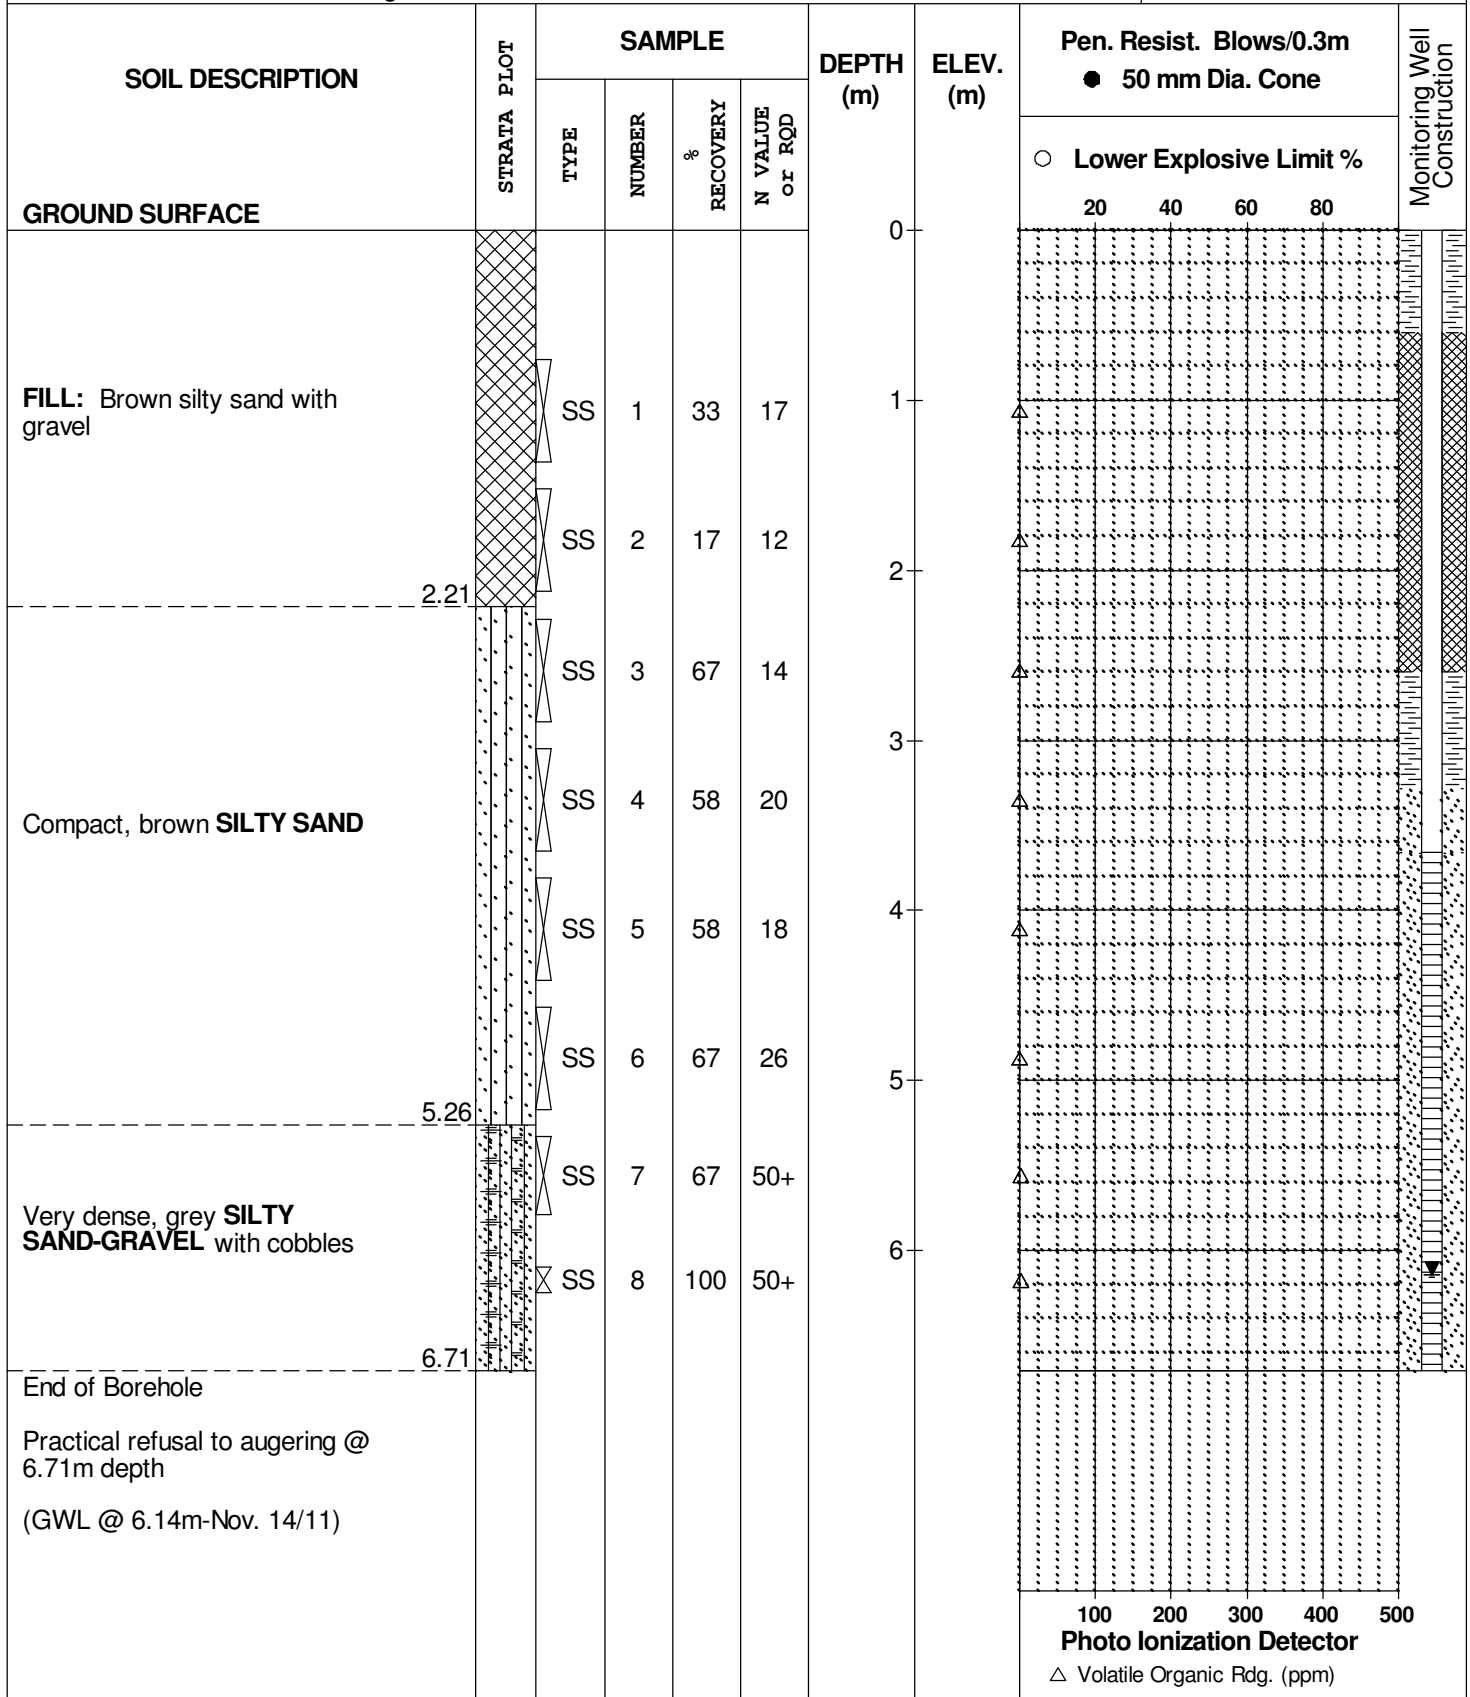 SOIL DESCRIPTION
GROUND SURFACE
STRATA PLOT
SAMPLE
TYPE
NUMBER
%
RECOVERY
N VALUE
or RQD
DEPTH
(m)
ELEV.
(m)
Pen. Resist. Blows/0.3m
● 50 mm Dia. Cone
○ Lower Explosive Limit %
20 40 60 80
Monitoring Well
Construction
0
FILL: Brown silty sand with
gravel
SS 1 33 17
1
SS 2 17 12
2
2.21
SS 3 67 14
3
Compact, brown SILTY SAND
SS 4 58 20
4
SS 5 58 18
SS 6 67 26
5
5.26
SS 7 67 50+
Very dense, grey SILTY
SAND-GRAVEL with cobbles
6
SS 8 100 50+
6.71
End of Borehole
Practical refusal to augering @
6.71m depth
(GWL @ 6.14m-Nov. 14/11)
100 200 300 400 500
Photo Ionization Detector
△ Volatile Organic Rdg. (ppm)